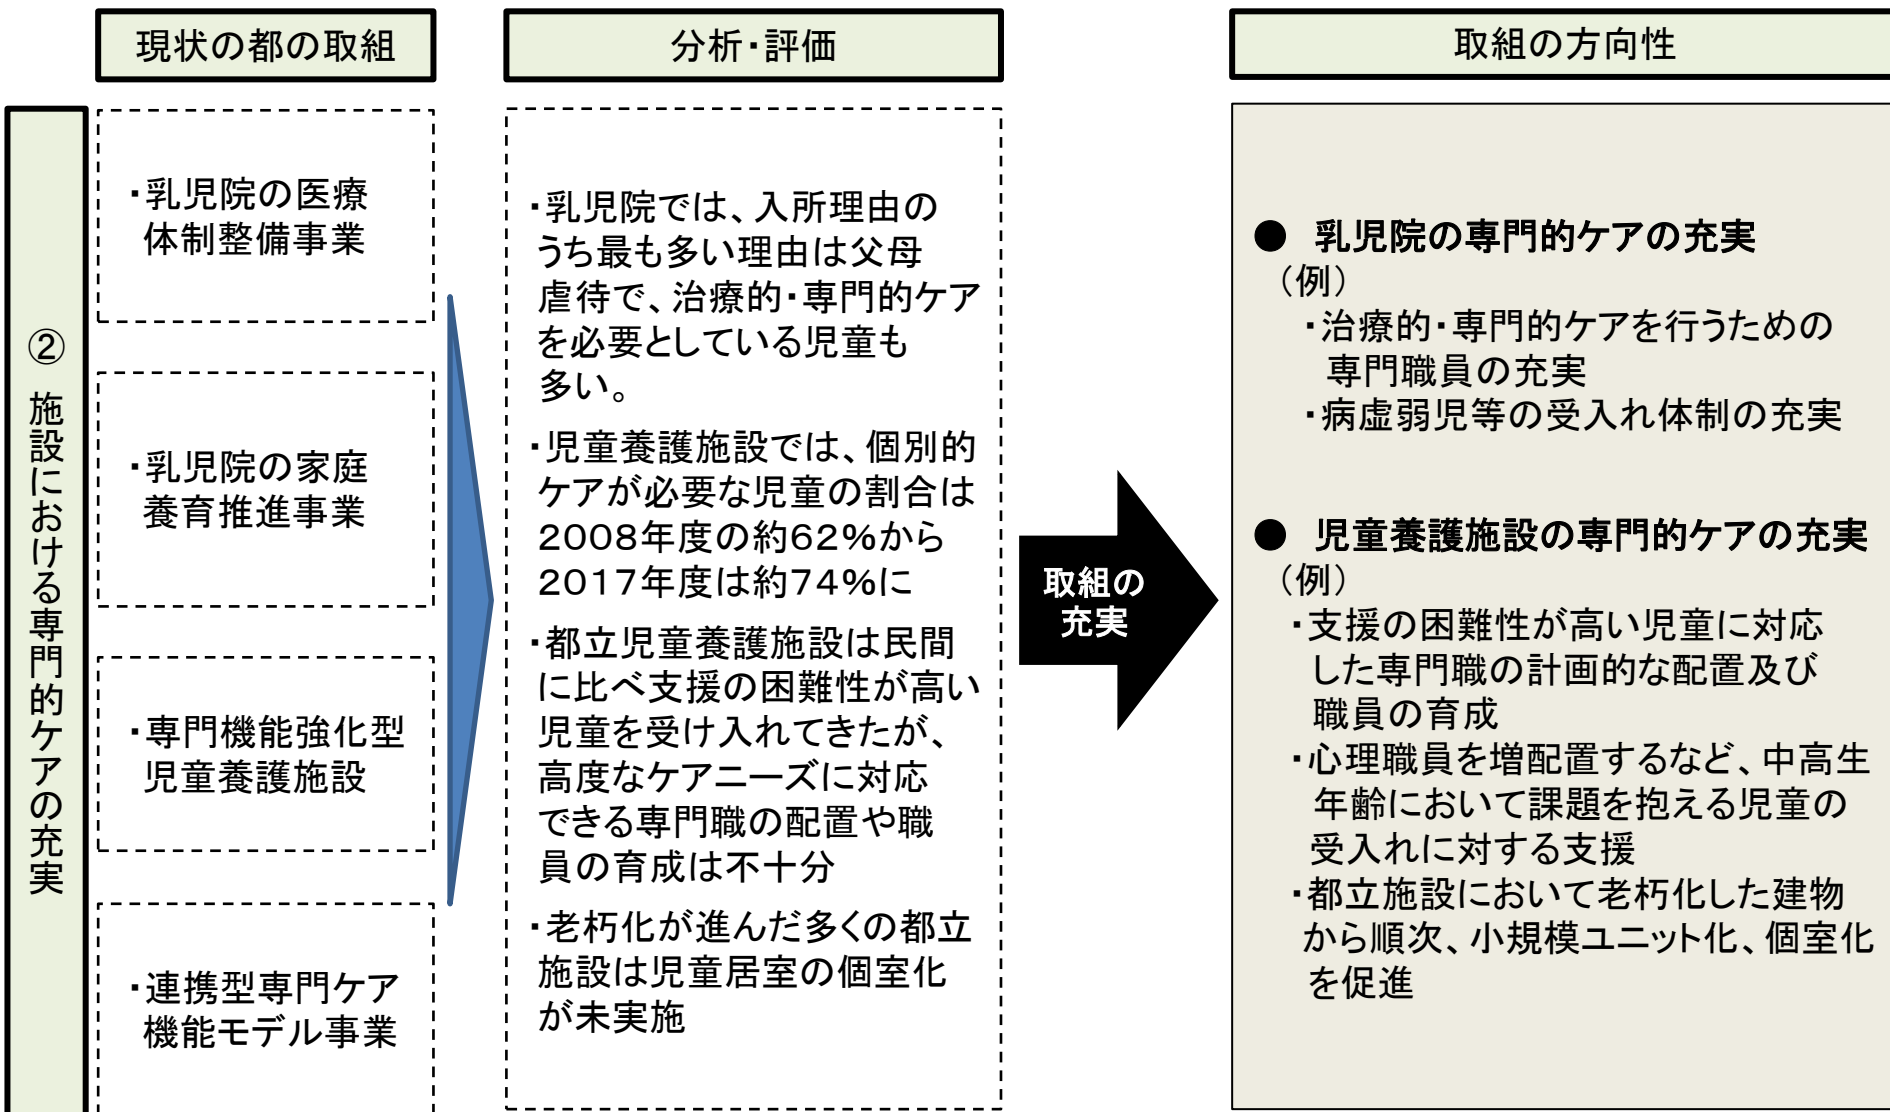 現状の都の取組
分析・評価
取組の方向性
② 施設における専門的ケアの充実
・乳児院の医療
体制整備事業
・乳児院の家庭
養育推進事業
・専門機能強化型
児童養護施設
・連携型専門ケア
機能モデル事業
・乳児院では、入所理由の
うち最も多い理由は父母
虐待で、治療的・専門的ケア
を必要としている児童も
多い。
・児童養護施設では、個別的
ケアが必要な児童の割合は
2008年度の約62%から
2017年度は約74%に
・都立児童養護施設は民間
に比べ支援の困難性が高い
児童を受け入れてきたが、
高度なケアニーズに対応
できる専門職の配置や職
員の育成は不十分
・老朽化が進んだ多くの都立
施設は児童居室の個室化
が未実施
取組の
充実
● 乳児院の専門的ケアの充実
（例）
・治療的・専門的ケアを行うための
専門職員の充実
・病虚弱児等の受入れ体制の充実
● 児童養護施設の専門的ケアの充実
（例）
・支援の困難性が高い児童に対応
した専門職の計画的な配置及び
職員の育成
・心理職員を増配置するなど、中高生
年齢において課題を抱える児童の
受入れに対する支援
・都立施設において老朽化した建物
から順次、小規模ユニット化、個室化
を促進